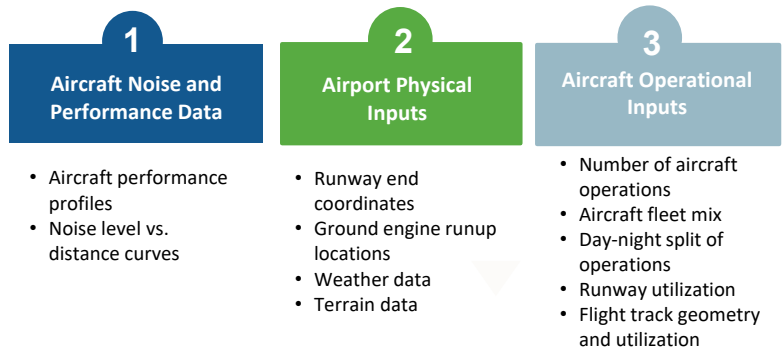 1
Aircraft Noise and
Performance Data
• Aircraft performance
profiles
• Noise level vs.
distance curves
2
Airport Physical
Inputs
• Runway end
coordinates
• Ground engine runup
locations
• Weather data
• Terrain data
3
Aircraft Operational
Inputs
• Number of aircraft
operations
• Aircraft fleet mix
• Day-night split of
operations
• Runway utilization
• Flight track geometry
and utilization